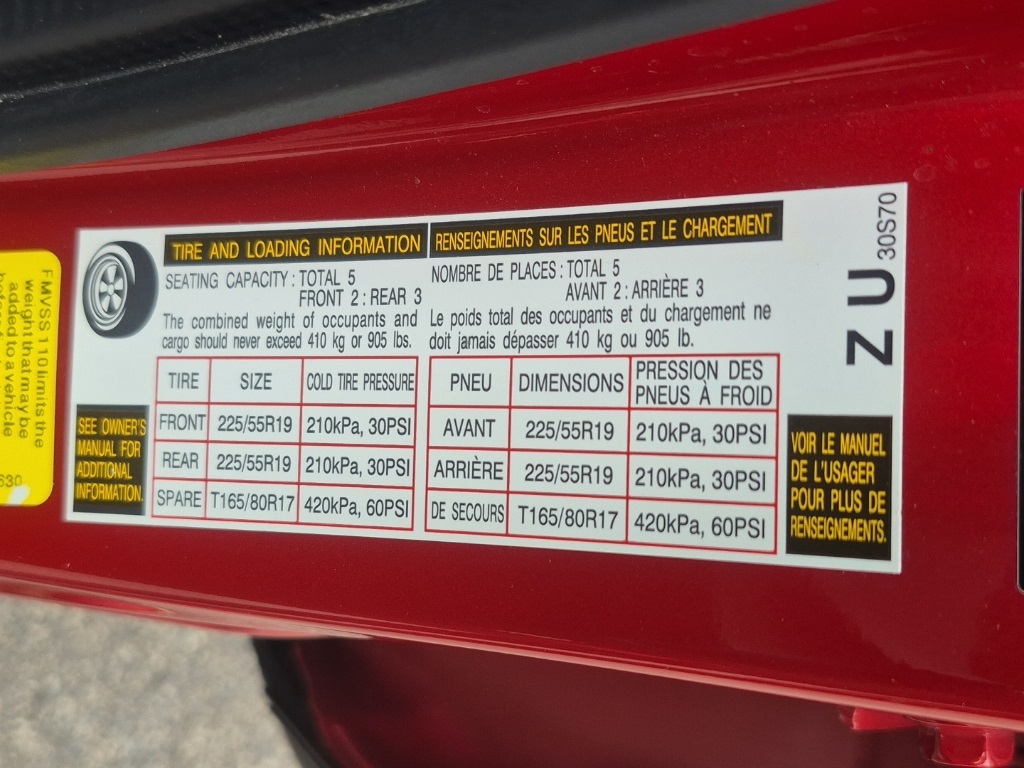 TIRE AND LOADING INFORMATION
SEATING CAPACITY : TOTAL 5
FRONT 2 : REAR 3
The combined weight of occupants and
cargo should never exceed 410 kg or 905 lbs.
TIRE SIZE COLD TIRE PRESSURE
FRONT 225/55R19 210kPa, 30PSI
REAR 225/55R19 210kPa, 30PSI
SPARE T165/80R17 420kPa, 60PSI
SEE OWNER'S
MANUAL FOR
ADDITIONAL
INFORMATION.
RENSEIGNEMENTS SUR LES PNEUS ET LE CHARGEMENT
NOMBRE DE PLACES : TOTAL 5
AVANT 2 : ARRIÈRE 3
Le poids total des occupants et du chargement ne
doit jamais dépasser 410 kg ou 905 lb.
PNEU DIMENSIONS PRESSION DES
PNEUS À FROID
AVANT 225/55R19 210kPa, 30PSI
ARRIÈRE 225/55R19 210kPa, 30PSI
DE SECOURS T165/80R17 420kPa, 60PSI
VOIR LE MANUEL
DE L'USAGER
POUR PLUS DE
RENSEIGNEMENTS.
Z U 30S70
FMVSS 110 limits the
weight that may be
added to a vehicle
630